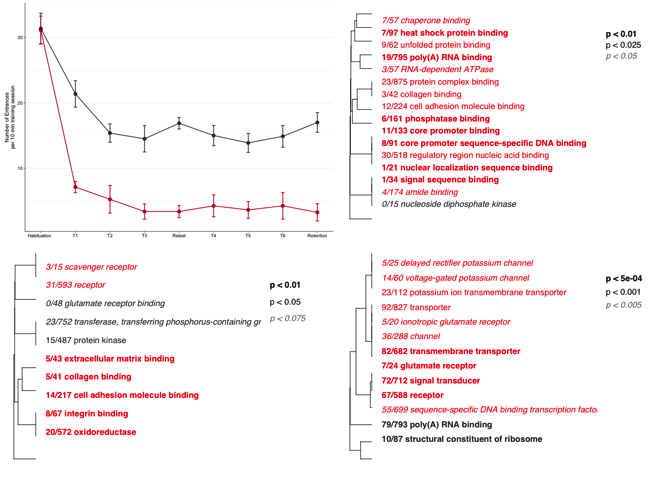 Number of Entrances
per 10 min training session
30
20
10
Habituation
T1
T2
T3
Retest
T4
T5
T6
Retention
7/57 chaperone binding
7/97 heat shock protein binding
9/62 unfolded protein binding
19/795 poly(A) RNA binding
3/57 RNA-dependent ATPase
23/875 protein complex binding
3/42 collagen binding
12/224 cell adhesion molecule binding
6/161 phosphatase binding
11/133 core promoter binding
8/91 core promoter sequence-specific DNA binding
30/518 regulatory region nucleic acid binding
1/21 nuclear localization sequence binding
1/34 signal sequence binding
4/174 amide binding
0/15 nucleoside diphosphate kinase
p < 0.01
p < 0.025
p < 0.05
3/15 scavenger receptor
31/593 receptor
0/48 glutamate receptor binding
23/752 transferase, transferring phosphorus-containing gr
15/487 protein kinase
5/43 extracellular matrix binding
5/41 collagen binding
14/217 cell adhesion molecule binding
8/67 integrin binding
20/572 oxidoreductase
p < 0.01
p < 0.05
p < 0.075
5/25 delayed rectifier potassium channel
14/60 voltage-gated potassium channel
23/112 potassium ion transmembrane transporter
92/827 transporter
5/20 ionotropic glutamate receptor
36/288 channel
82/682 transmembrane transporter
7/24 glutamate receptor
72/712 signal transducer
67/588 receptor
55/699 sequence-specific DNA binding transcription facto
79/793 poly(A) RNA binding
10/87 structural constituent of ribosome
p < 5e-04
p < 0.001
p < 0.005